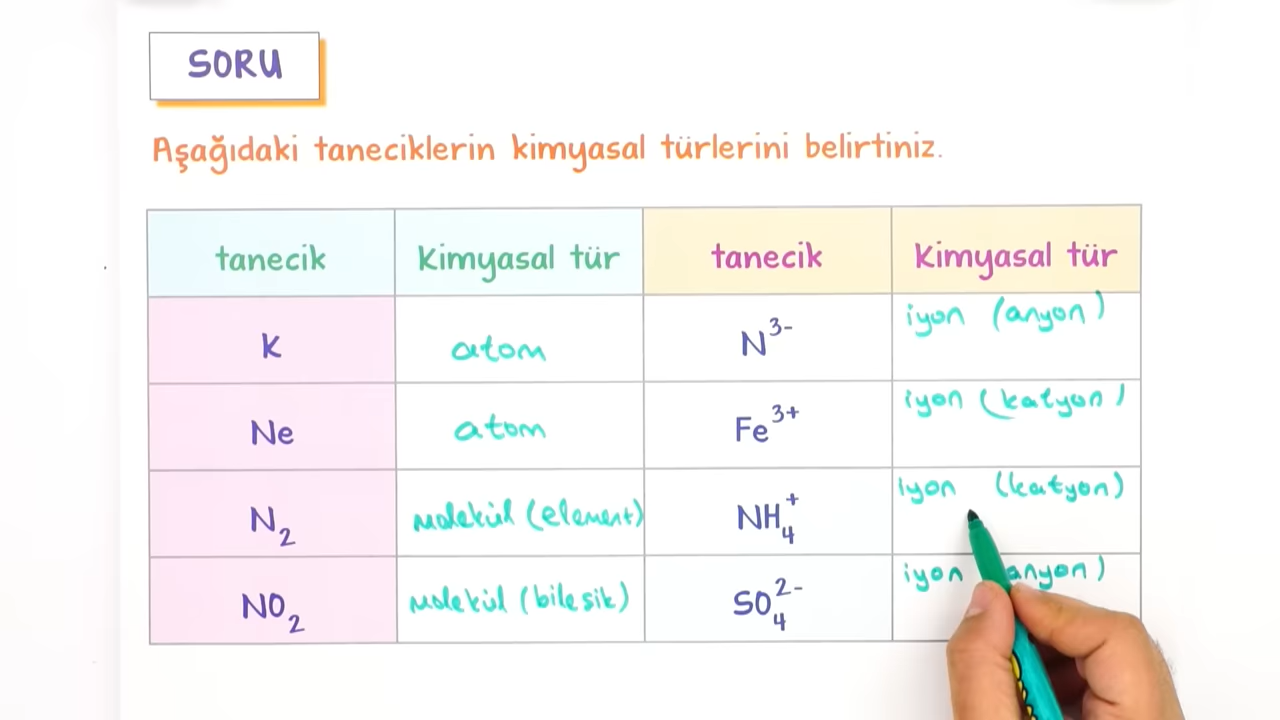 SORU
Aşağıdaki taneciklerin kimyasal türlerini belirtiniz.
tanecik Kimyasal tür tanecik Kimyasal tür
K atom N³⁻ iyon (anyon)
Ne atom Fe³⁺ iyon (katyon)
N₂ molekül (element) NH₄⁺ iyon (katyon)
NO₂ molekül (bileşik) SO₄²⁻ iyon anyon)